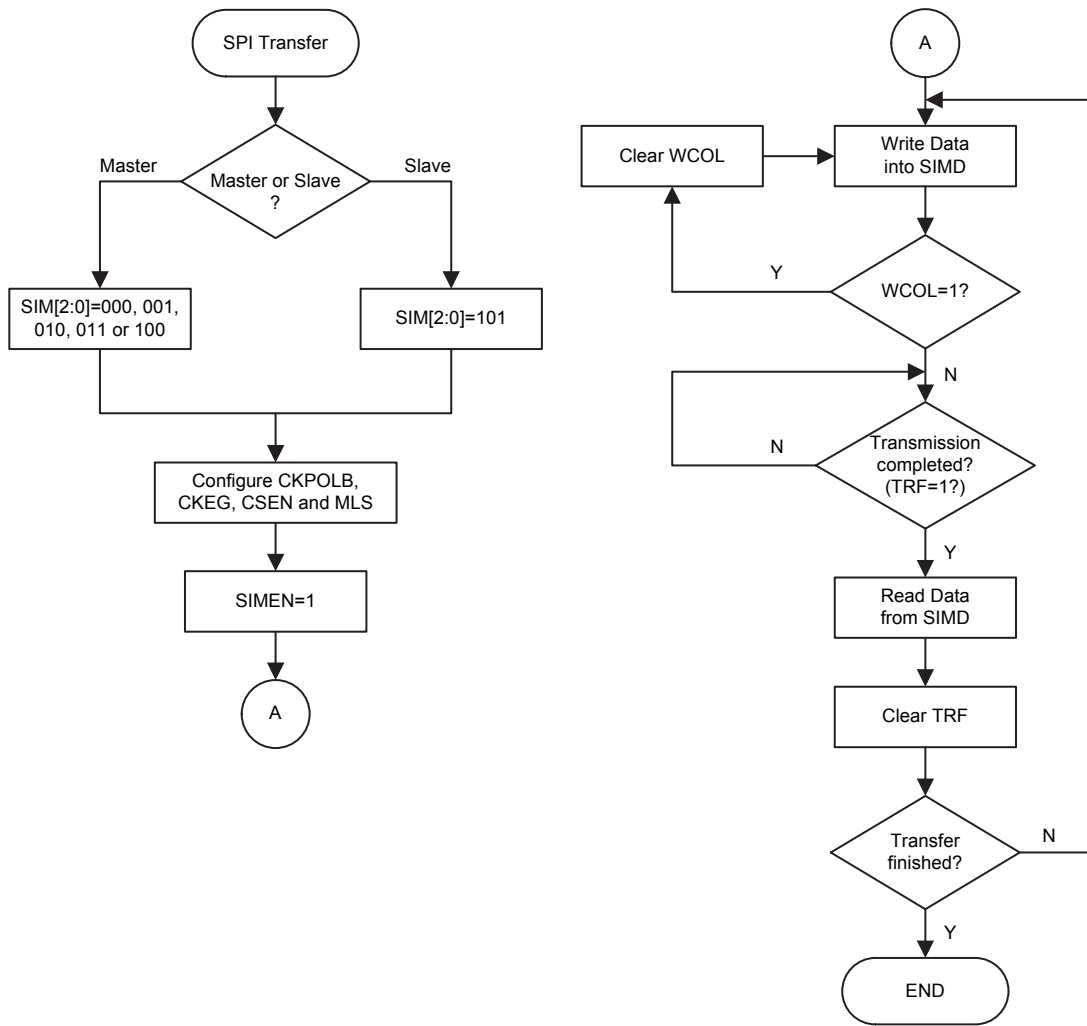 SPI Transfer
Master
Master or Slave
?
Slave
SIM[2:0]=000, 001,
010, 011 or 100
SIM[2:0]=101
Configure CKPOLB,
CKEG, CSEN and MLS
SIMEN=1
A
A
Clear WCOL
Write Data
into SIMD
Y
WCOL=1?
N
N
Transmission
completed?
(TRF=1?)
Y
Read Data
from SIMD
Clear TRF
Transfer
finished?
N
Y
END